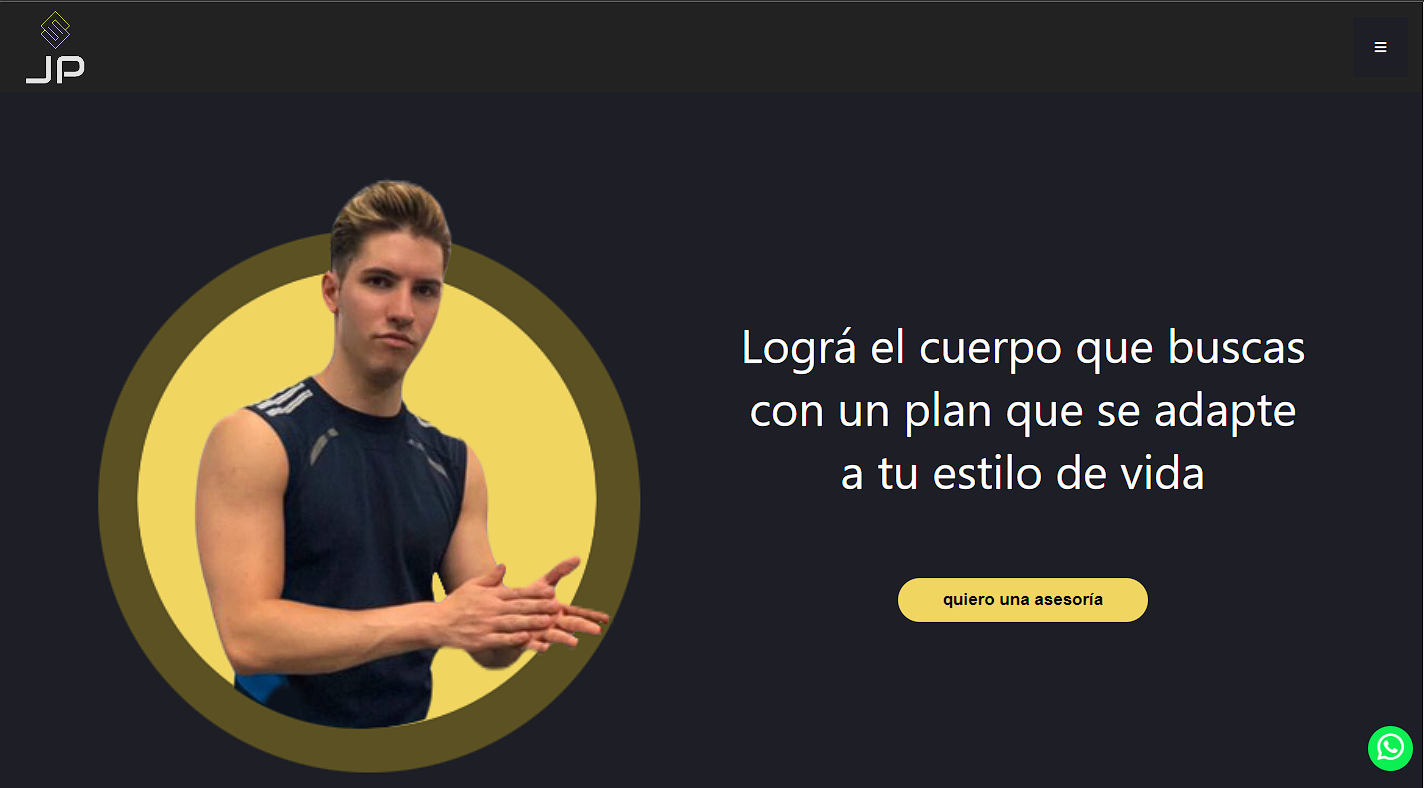 JP
Lográ el cuerpo que buscas
con un plan que se adapte
a tu estilo de vida
quiero una asesoría